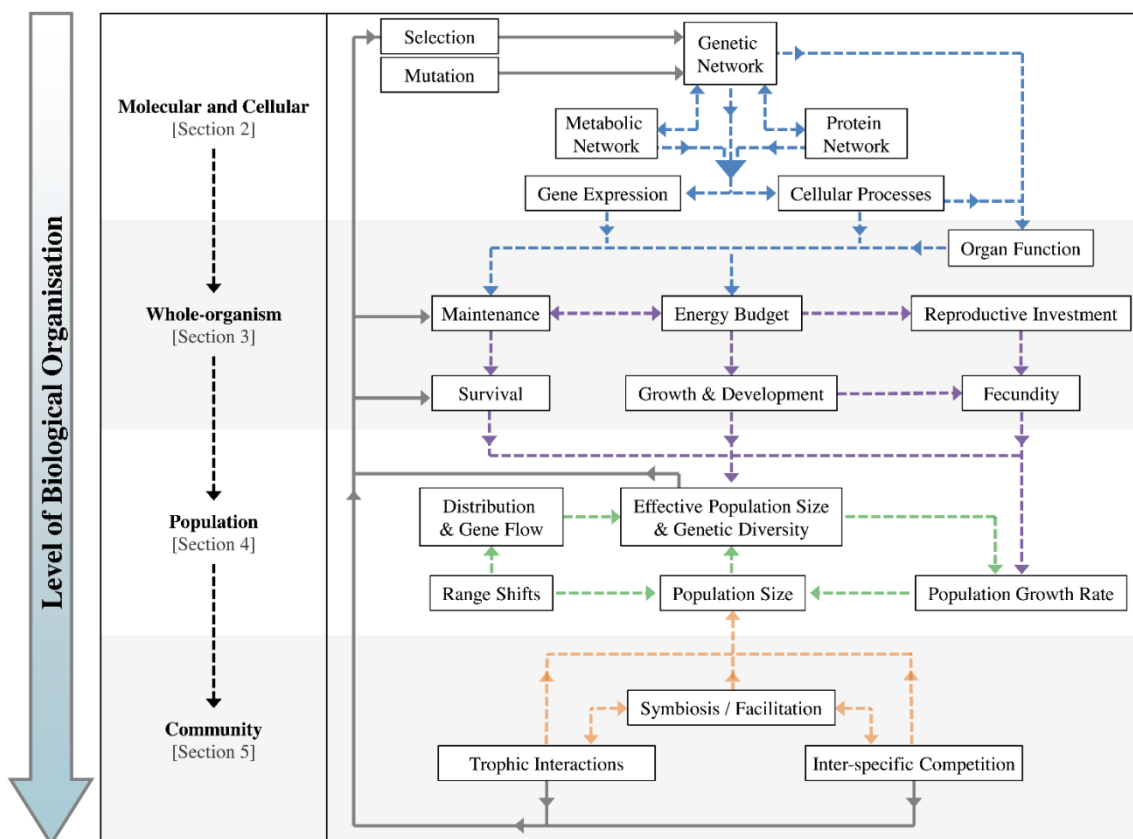 Level of Biological Organisation
Molecular and Cellular
[Section 2]
Whole-organism
[Section 3]
Population
[Section 4]
Community
[Section 5]
Selection
Mutation
Genetic
Network
Metabolic
Network
Protein
Network
Gene Expression
Cellular Processes
Organ Function
Maintenance
Energy Budget
Reproductive Investment
Survival
Growth & Development
Fecundity
Distribution
& Gene Flow
Effective Population Size
& Genetic Diversity
Range Shifts
Population Size
Population Growth Rate
Symbiosis / Facilitation
Trophic Interactions
Inter-specific Competition